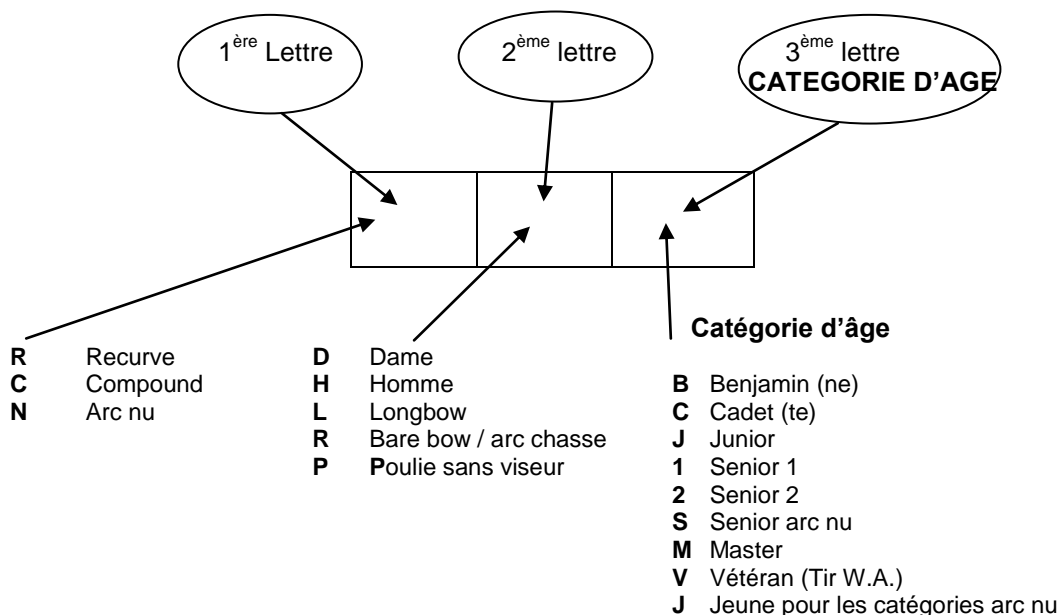 1ère Lettre
2ème lettre
3ème lettre
CATEGORIE D'AGE
R Recurve
C Compound
N Arc nu
D Dame
H Homme
L Longbow
R Bare bow / arc chasse
P Poulie sans viseur
Catégorie d'âge
B Benjamin (ne)
C Cadet (te)
J Junior
1 Senior 1
2 Senior 2
S Senior arc nu
M Master
V Vétéran (Tir W.A.)
J Jeune pour les catégories arc nu